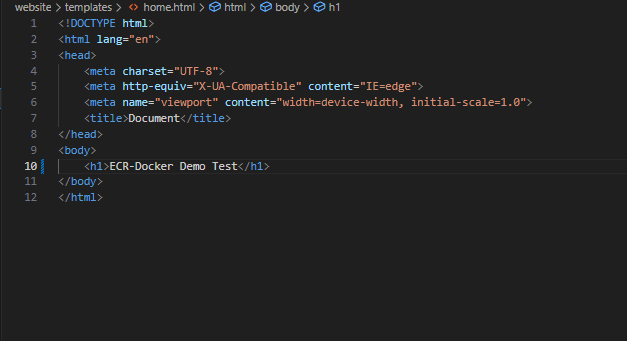 website > templates > <> home.html > html > body > h1
1 <!DOCTYPE html>
2 <html lang="en">
3 <head>
4     <meta charset="UTF-8">
5     <meta http-equiv="X-UA-Compatible" content="IE=edge">
6     <meta name="viewport" content="width=device-width, initial-scale=1.0">
7     <title>Document</title>
8 </head>
9 <body>
10     <h1>ECR-Docker Demo Test</h1>
11 </body>
12 </html>